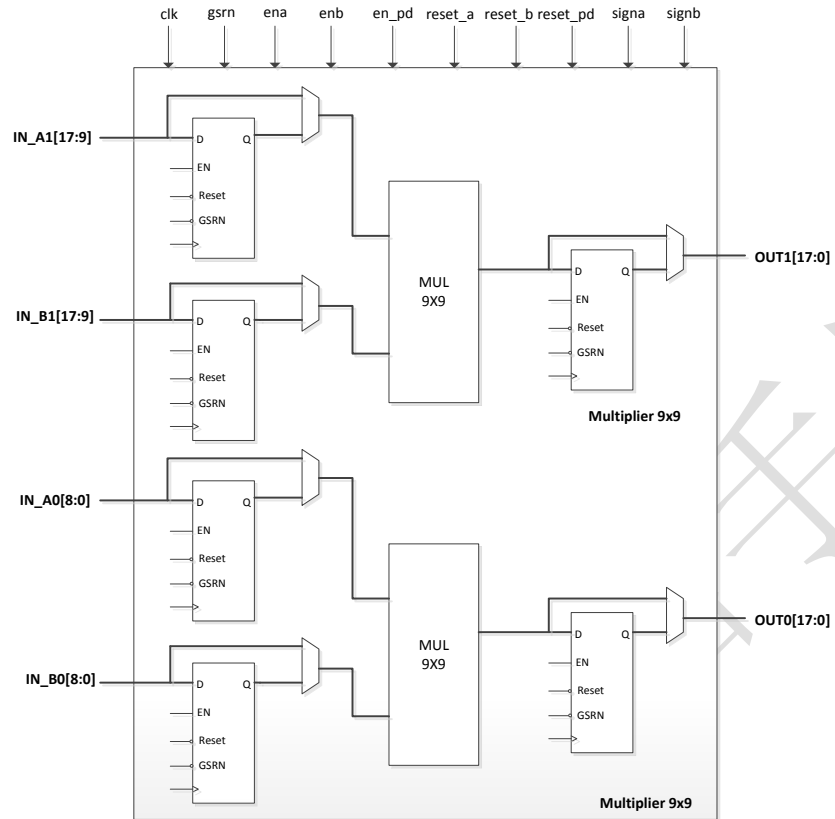 clk gsrn ena enb en_pd reset_a reset_b reset_pd signa signb
IN_A1[17:9]
D Q
EN
Reset
GSRN
IN_B1[17:9]
D Q
EN
Reset
GSRN
MUL
9X9
D Q
EN
Reset
GSRN
OUT1[17:0]
Multiplier 9x9
IN_A0[8:0]
D Q
EN
Reset
GSRN
IN_B0[8:0]
D Q
EN
Reset
GSRN
MUL
9X9
D Q
EN
Reset
GSRN
OUT0[17:0]
Multiplier 9x9